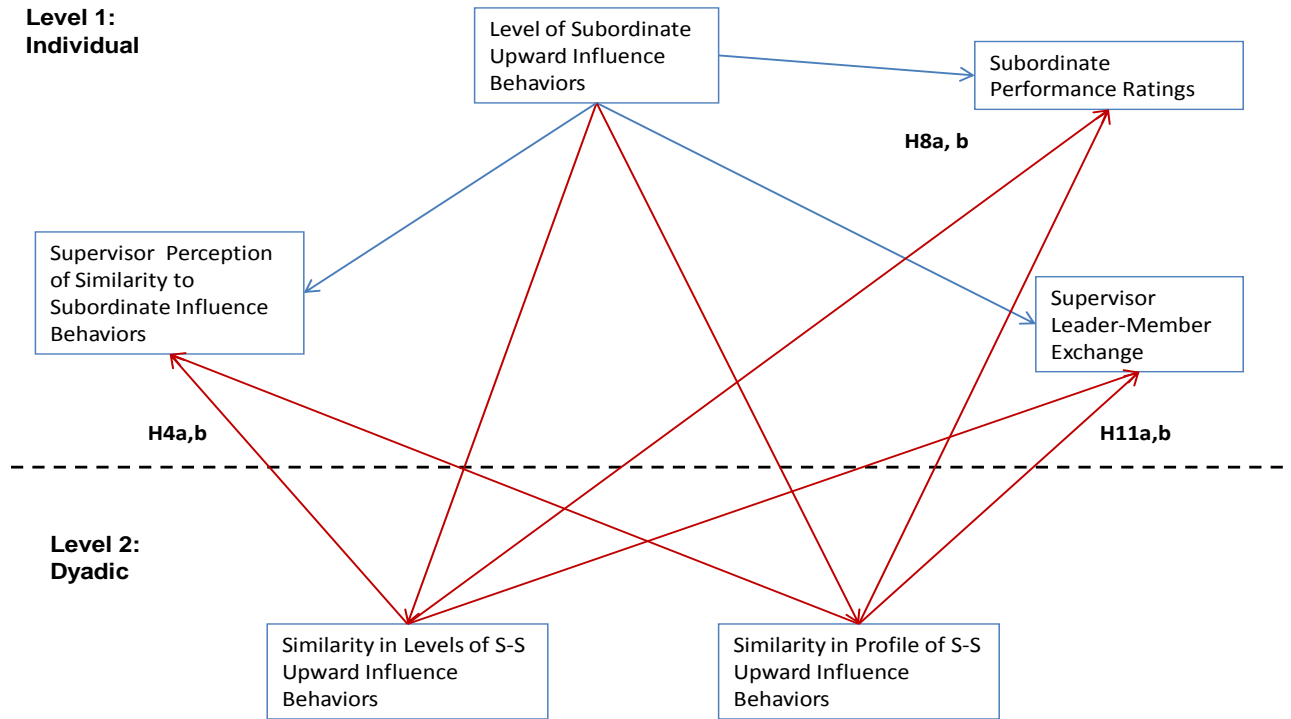 Level 1:
Individual
Level of Subordinate
Upward Influence
Behaviors
Subordinate
Performance Ratings
H8a, b
Supervisor Perception
of Similarity to
Subordinate Influence
Behaviors
Supervisor
Leader-Member
Exchange
H4a,b
H11a,b
Level 2:
Dyadic
Similarity in Levels of S-S
Upward Influence
Behaviors
Similarity in Profile of S-S
Upward Influence
Behaviors